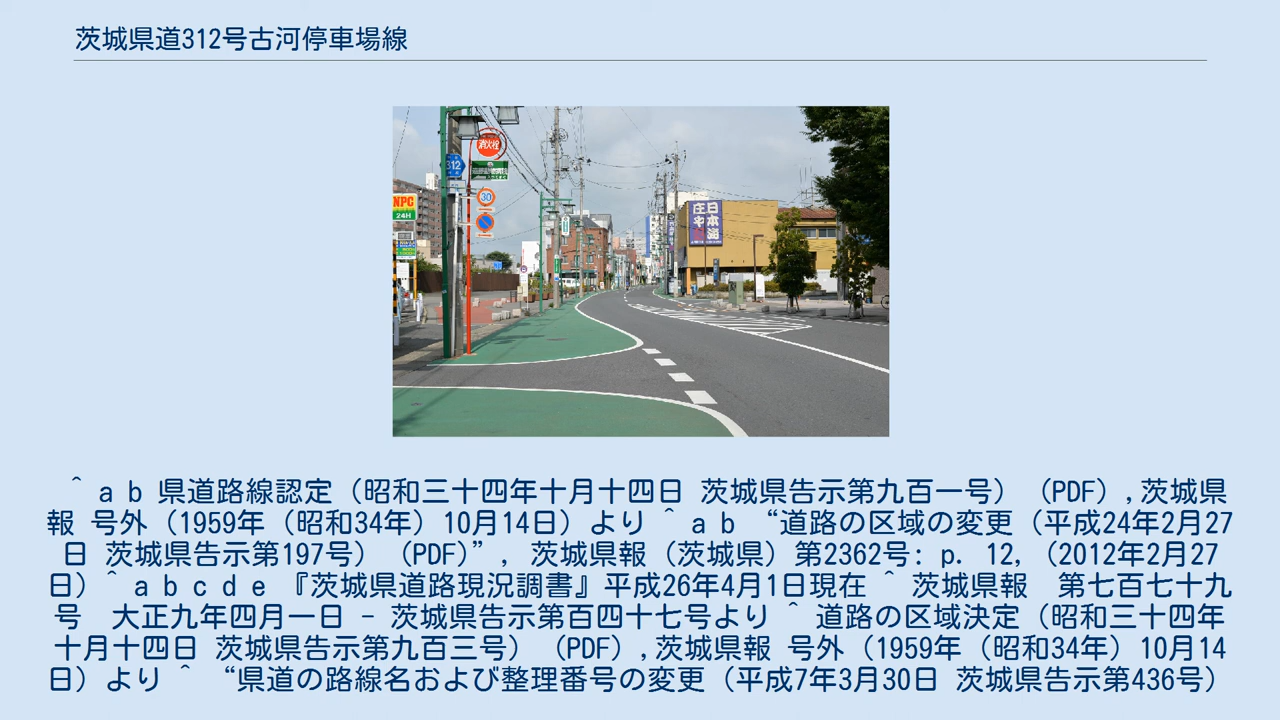 茨城県道312号古河停車場線
消火栓
312
NPC
24H
30
日本海
庄や
^ a b 県道路線認定（昭和三十四年十月十四日 茨城県告示第九百一号）（PDF）,茨城県
報 号外（1959年（昭和34年）10月14日）より ^ a b “道路の区域の変更（平成24年2月27
日 茨城県告示第197号）（PDF)”, 茨城県報（茨城県）第2362号: p. 12,（2012年2月27
日）^ a b c d e 『茨城県道路現況調書』平成26年4月1日現在 ^ 茨城県報　第七百七十九
号　大正九年四月一日 - 茨城県告示第百四十七号より ^ 道路の区域決定（昭和三十四年
十月十四日 茨城県告示第九百三号）（PDF）,茨城県報 号外（1959年（昭和34年）10月14
日）より ^ “県道の路線名および整理番号の変更（平成7年3月30日 茨城県告示第436号）